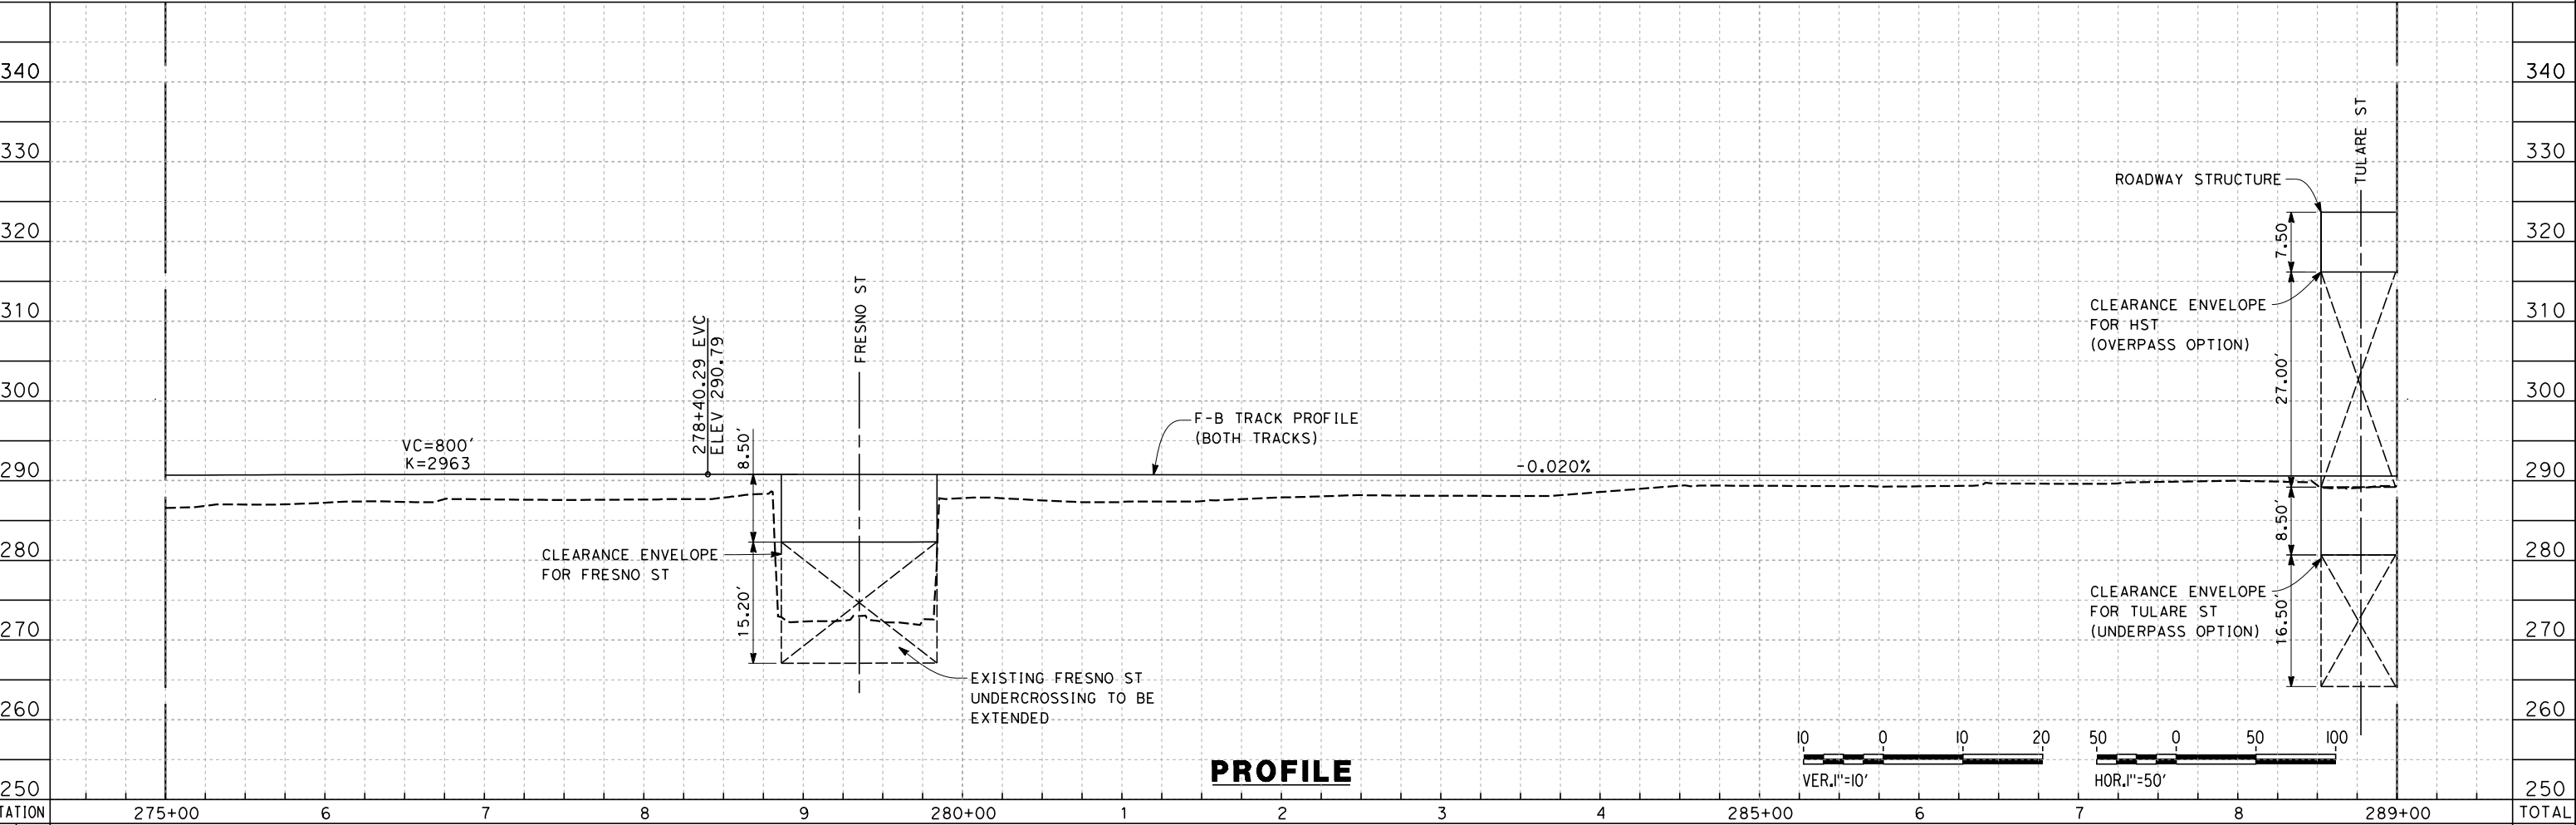 PROFILE
340
330
320
310
300
290
280
270
260
250
340
330
320
310
300
290
280
270
260
250
TULARE ST
ROADWAY STRUCTURE
7.50
CLEARANCE ENVELOPE
FOR HST
(OVERPASS OPTION)
27.00'
FRESNO ST
278+40.29 EVC
ELEV 290.79
8.50'
VC=800'
K=2963
F-B TRACK PROFILE
(BOTH TRACKS)
-0.020%
8.50'
CLEARANCE ENVELOPE
FOR FRESNO ST
15.20'
CLEARANCE ENVELOPE
FOR TULARE ST
(UNDERPASS OPTION)
16.50'
EXISTING FRESNO ST
UNDERCROSSING TO BE
EXTENDED
10 0 10 20
VER.1"=10'
50 0 50 100
HOR.1"=50'
TATION 275+00 6 7 8 9 280+00 1 2 3 4 285+00 6 7 8 289+00 TOTAL